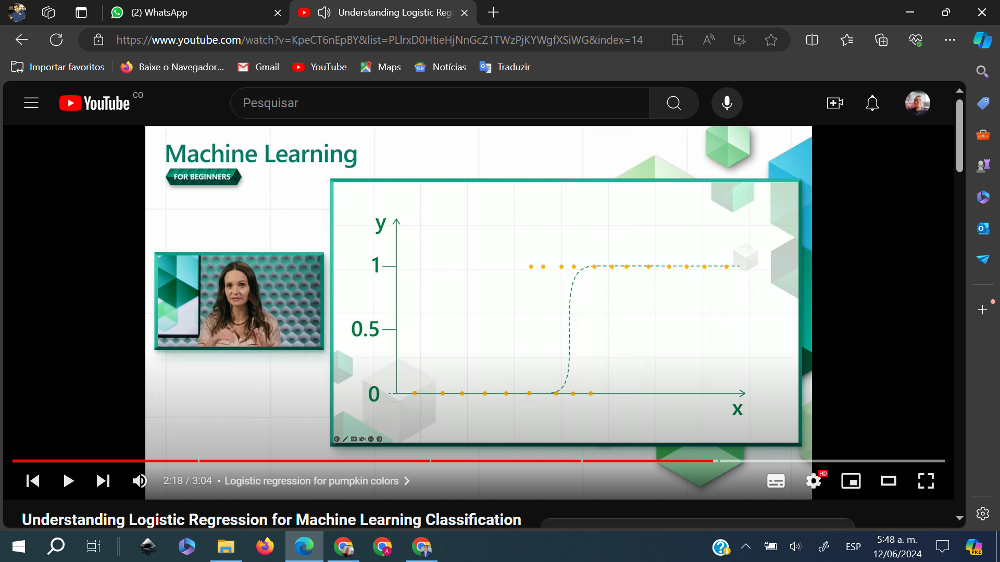 (2) WhatsApp
Understanding Logistic Reg
https://www.youtube.com/watch?v=KpeCT6nEpBY&list=PLlrxD0HtieHjNnGcZ1TWzPjKYWgfXSiWG&index=14
Importar favoritos
Baixe o Navegador...
Gmail
YouTube
Maps
Notícias
Traduzir
YouTube CO
Pesquisar
Machine Learning
FOR BEGINNERS
y
1
0.5
0
x
2:18 / 3:04 • Logistic regression for pumpkin colors
HD
Understanding Logistic Regression for Machine Learning Classification
A
ESP
5:48 a. m.
12/06/2024
PRE